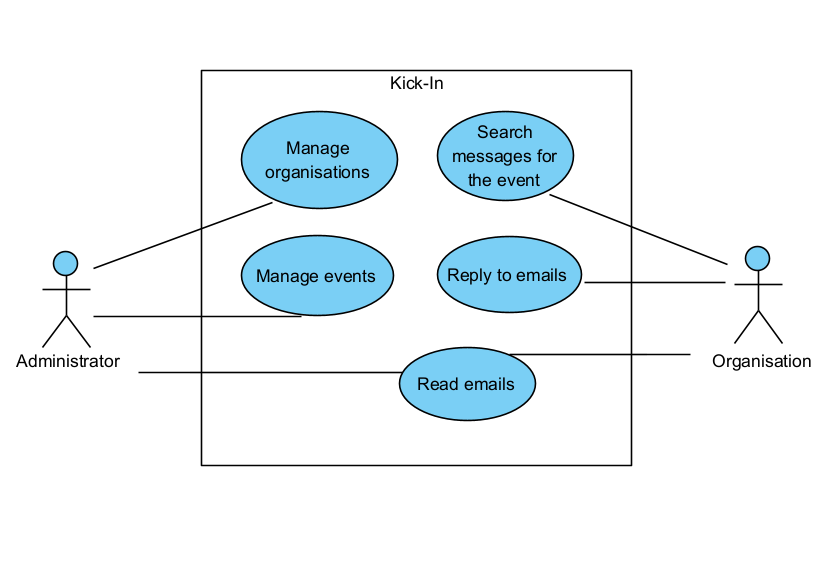 Kick-In
Manage
organisations
Search
messages for
the event
Manage events
Reply to emails
Administrator
Organisation
Read emails